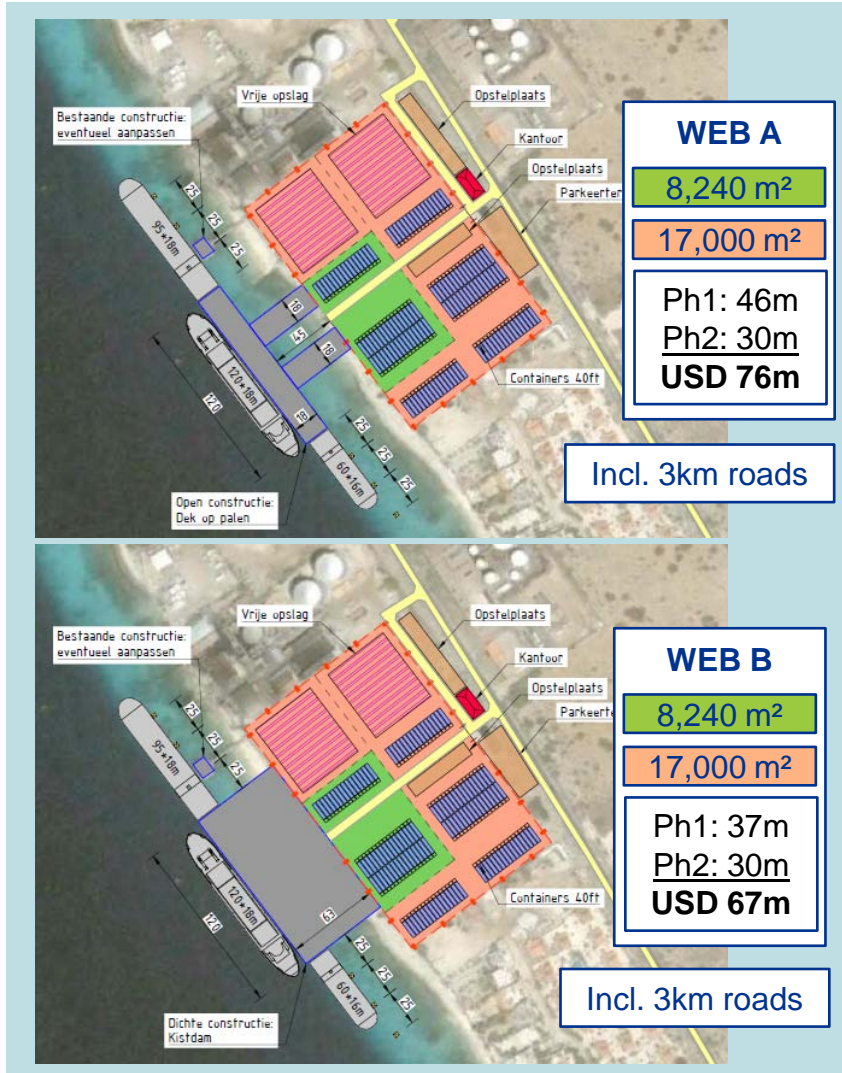 Vrije opslag
Opstelplaats
Bestaande constructie:
eventueel aanpassen
Kantoor
Opstelplaats
Parkeerter
25
25
25
95*18m
18
45
18
120*18m
120
18
Containers 40ft
25
25
25
60*16m
Open constructie:
Dek op palen
WEB A
8,240 m²
17,000 m²
Ph1: 46m
Ph2: 30m
USD 76m
Incl. 3km roads
Vrije opslag
Opstelplaats
Bestaande constructie:
eventueel aanpassen
Kantoor
Opstelplaats
Parkeerter
25
25
25
95*18m
120*18m
120
63
Containers 40ft
25
25
25
60*16m
Dichte constructie:
Kistdam
WEB B
8,240 m²
17,000 m²
Ph1: 37m
Ph2: 30m
USD 67m
Incl. 3km roads